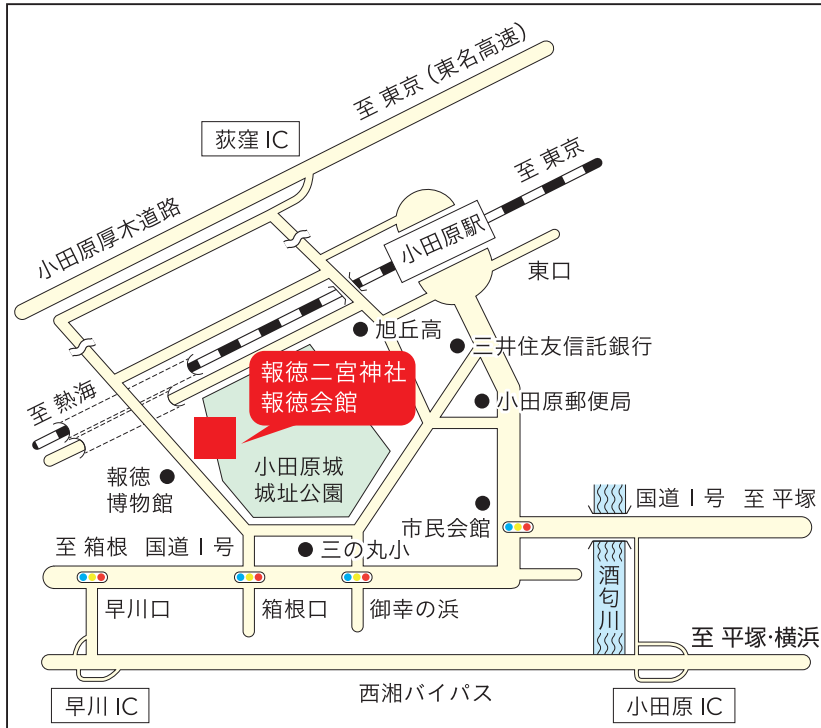 至 東京（東名高速）
荻窪 IC
至 東京
小田原厚木道路
小田原駅
東口
旭丘高
三井住友信託銀行
報徳二宮神社
報徳会館
至 熱海
小田原郵便局
小田原城
城址公園
報徳
博物館
国道 1 号 至 平塚
市民会館
至 箱根 国道 1 号
三の丸小
酒匂川
早川口
箱根口
御幸の浜
至 平塚・横浜
西湘バイパス
早川 IC
小田原 IC